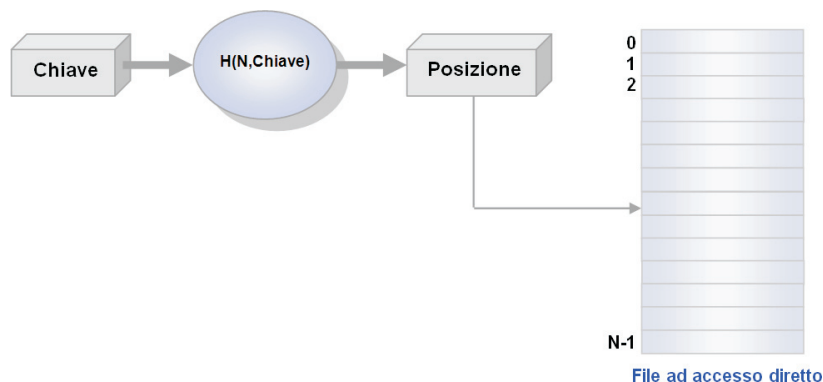 Chiave
H(N,Chiave)
Posizione
0
1
2
N-1
File ad accesso diretto